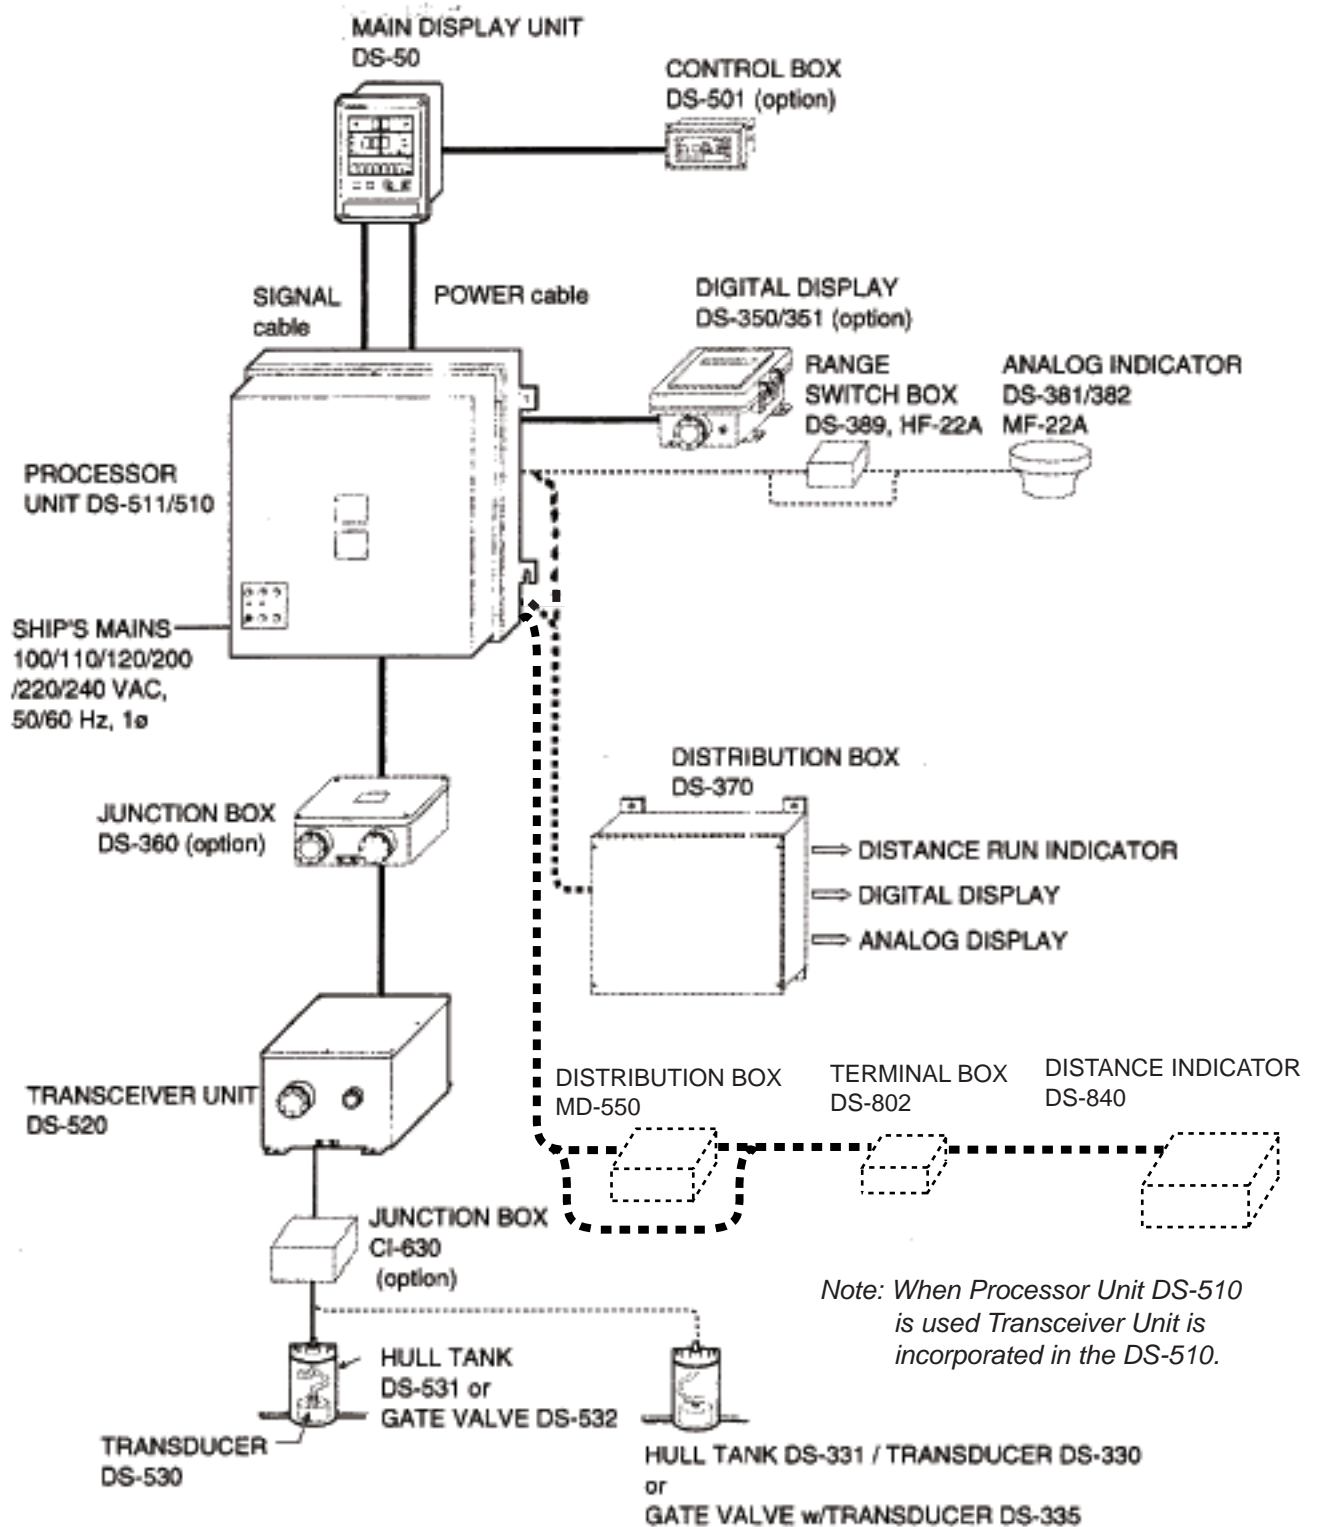 MAIN DISPLAY UNIT
DS-50
CONTROL BOX
DS-501 (option)
SIGNAL
cable
POWER cable
DIGITAL DISPLAY
DS-350/351 (option)
RANGE
SWITCH BOX
DS-389, HF-22A
ANALOG INDICATOR
DS-381/382
MF-22A
PROCESSOR
UNIT DS-511/510
SHIP'S MAINS
100/110/120/200
/220/240 VAC,
50/60 Hz, 1ø
DISTRIBUTION BOX
DS-370
JUNCTION BOX
DS-360 (option)
DISTANCE RUN INDICATOR
DIGITAL DISPLAY
ANALOG DISPLAY
TRANSCEIVER UNIT
DS-520
DISTRIBUTION BOX
MD-550
TERMINAL BOX
DS-802
DISTANCE INDICATOR
DS-840
JUNCTION BOX
CI-630
(option)
Note: When Processor Unit DS-510
is used Transceiver Unit is
incorporated in the DS-510.
HULL TANK
DS-531 or
GATE VALVE DS-532
TRANSDUCER
DS-530
HULL TANK DS-331 / TRANSDUCER DS-330
or
GATE VALVE w/TRANSDUCER DS-335